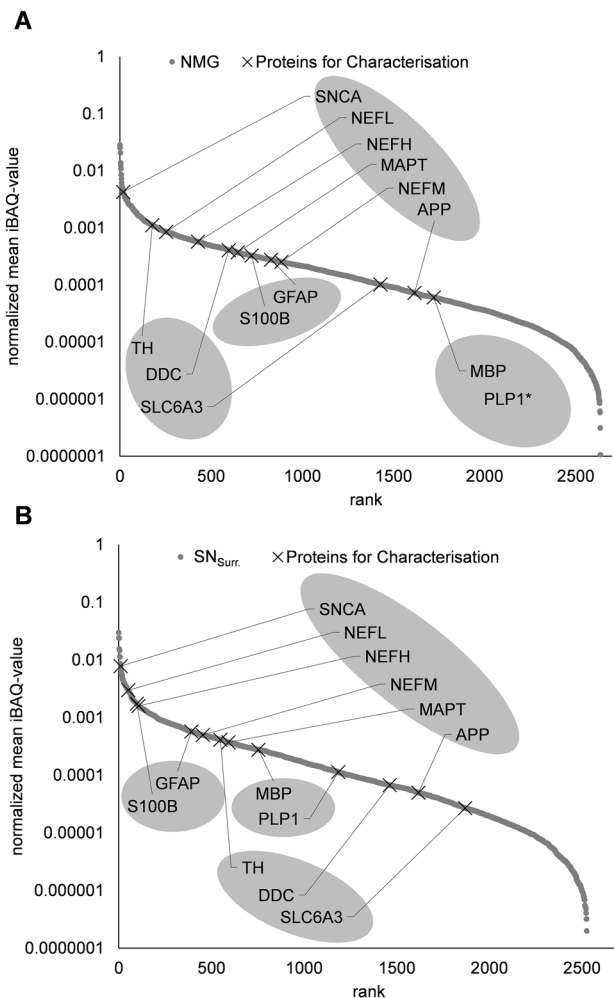 A
1
0.1
0.01
0.001
0.0001
0.00001
0.000001
0.0000001
normalized mean iBAQ-value
NMG
Proteins for Characterisation
SNCA
NEFL
NEFH
MAPT
NEFM
APP
GFAP
S100B
TH
DDC
SLC6A3
MBP
PLP1*
0 500 1000 1500 2000 2500
rank
B
1
0.1
0.01
0.001
0.0001
0.00001
0.000001
0.0000001
normalized mean iBAQ-value
SNSurr.
Proteins for Characterisation
SNCA
NEFL
NEFH
NEFM
MAPT
APP
GFAP
S100B
MBP
PLP1
TH
DDC
SLC6A3
0 500 1000 1500 2000 2500
rank